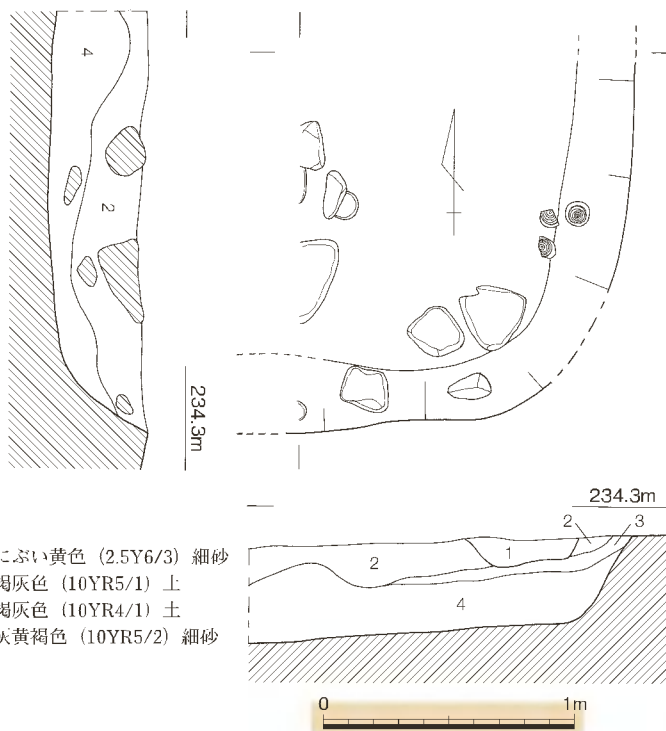 4
2
234.3m
234.3m
2
3
2
1
4
にぶい黄色 (2.5Y6/3) 細砂
褐灰色 (10YR5/1) 土
褐灰色 (10YR4/1) 土
灰黄褐色 (10YR5/2) 細砂
0 1m